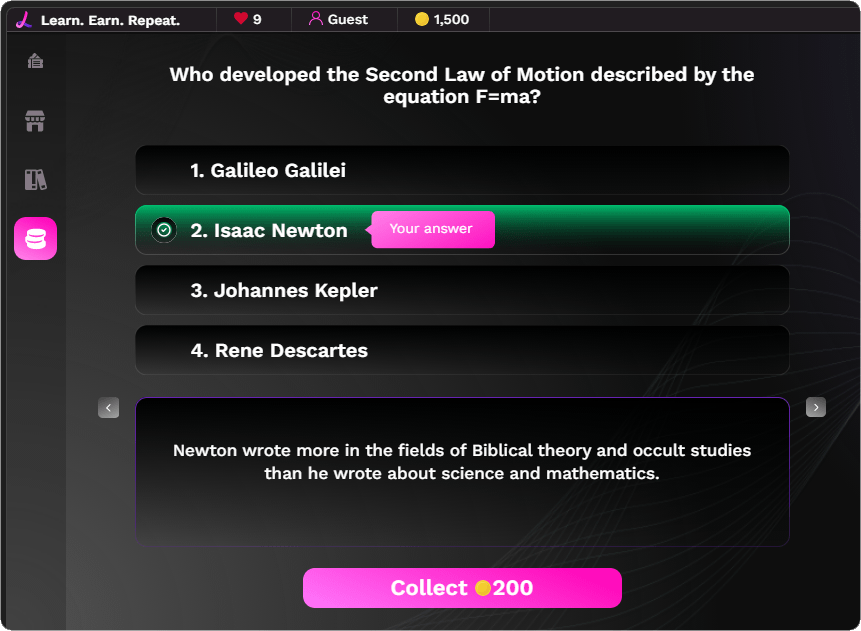 Learn. Earn. Repeat. 9 Guest 1,500
Who developed the Second Law of Motion described by the
equation F=ma?
1. Galileo Galilei
2. Isaac Newton Your answer
3. Johannes Kepler
4. Rene Descartes
Newton wrote more in the fields of Biblical theory and occult studies
than he wrote about science and mathematics.
Collect 200